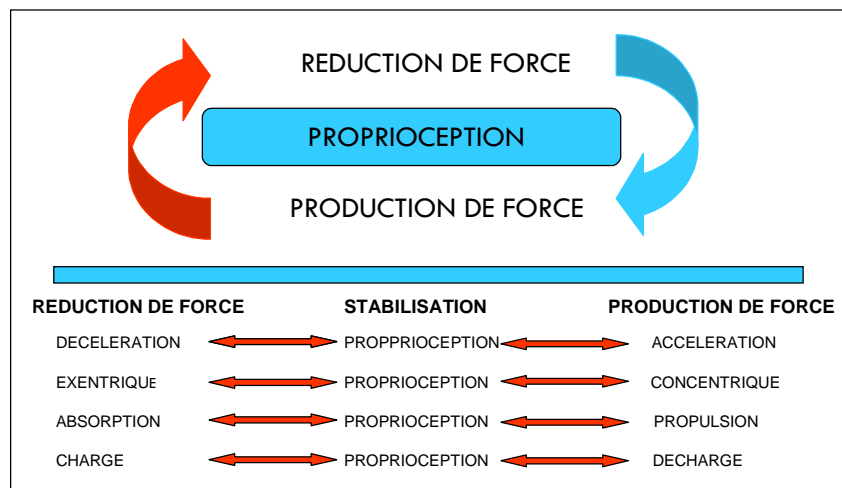 REDUCTION DE FORCE
PROPRIOCEPTION
PRODUCTION DE FORCE
REDUCTION DE FORCE STABILISATION PRODUCTION DE FORCE
DECELERATION PROPPRIOCEPTION ACCELERATION
EXENTRIQUE PROPRIOCEPTION CONCENTRIQUE
ABSORPTION PROPRIOCEPTION PROPULSION
CHARGE PROPRIOCEPTION DECHARGE